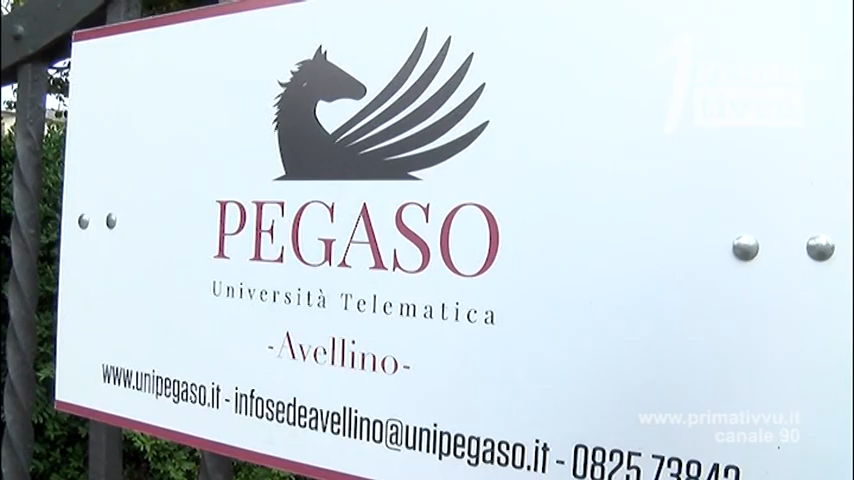 PEGASO
Università Telematica
-Avellino-
www.unipegaso.it - infosedeavellino@unipegaso.it - 0825 73842
www.primativvu.it
canale 90